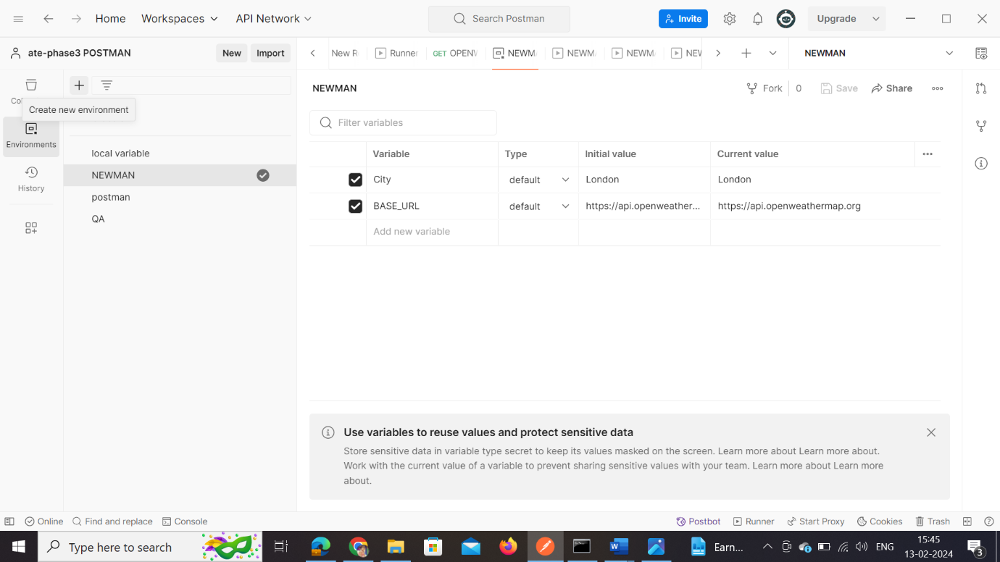 Home Workspaces API Network Search Postman Invite Upgrade
ate-phase3 POSTMAN New Import New R Runner GET OPENW NEWM NEWM NEWM NEW NEWMAN
Co
Create new environment
Environments
History
local variable
NEWMAN
postman
QA
NEWMAN Fork 0 Save Share
Filter variables
Variable Type Initial value Current value
City default London London
BASE_URL default https://api.openweather... https://api.openweathermap.org
Add new variable
Use variables to reuse values and protect sensitive data
Store sensitive data in variable type secret to keep its values masked on the screen. Learn more about Learn more about.
Work with the current value of a variable to prevent sharing sensitive values with your team. Learn more about Learn more
about.
Online Find and replace Console Postbot Runner Start Proxy Cookies Trash
Type here to search Earn... ENG 15:45
13-02-2024 3